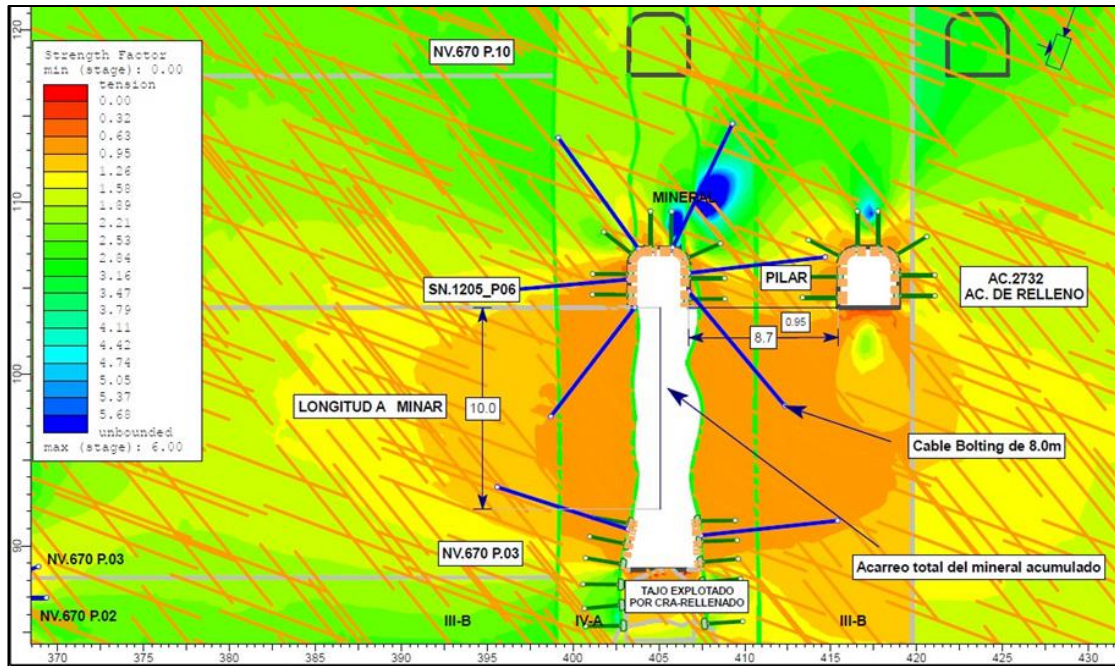 120
110
100
90
Strength Factor
min (stage): 0.00
tension
0.00
0.32
0.63
0.95
1.26
1.58
1.89
2.21
2.53
2.84
3.16
3.47
3.79
4.11
4.42
4.74
5.05
5.37
5.68
unbounded
max (stage): 6.00
NV.670 P.10
MINERAL
SN.1205_P06
PILAR
AC.2732
AC. DE RELLENO
0.95
8.7
LONGITUD A MINAR
10.0
Cable Bolting de 8.0m
NV.670 P.03
NV.670 P.03
Acarreo total del mineral acumulado
TAJO EXPLOTADO
POR CRA-RELLENADO
NV.670 P.02
III-B
IV-A
III-B
370 375 380 385 390 395 400 405 410 415 420 425 430